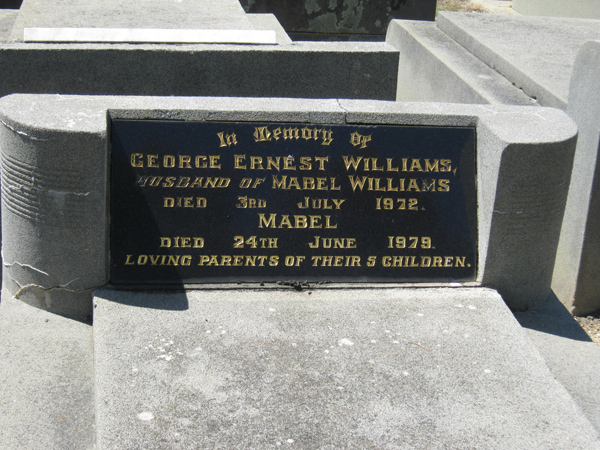 In Memory Of
GEORGE ERNEST WILLIAMS,
HUSBAND OF MABEL WILLIAMS
DIED 3RD JULY 1972.
MABEL
DIED 24TH JUNE 1979.
LOVING PARENTS OF THEIR 5 CHILDREN.